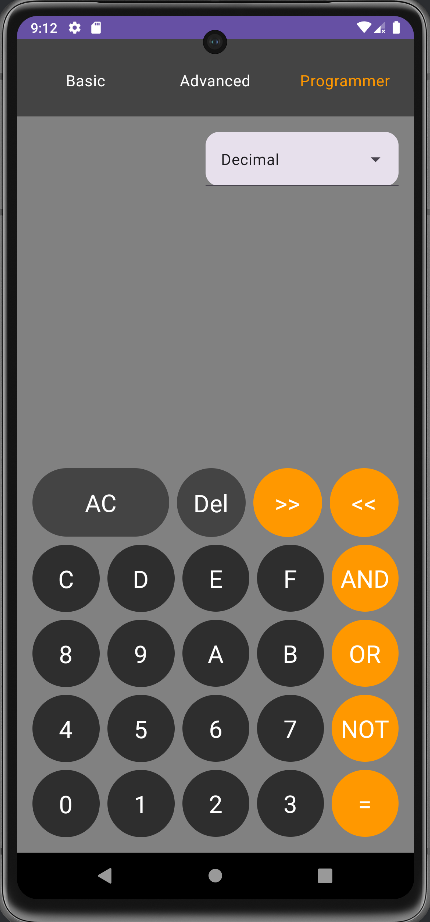 9:12
Basic Advanced Programmer
Decimal
AC Del >> <<
C D E F AND
8 9 A B OR
4 5 6 7 NOT
0 1 2 3 =